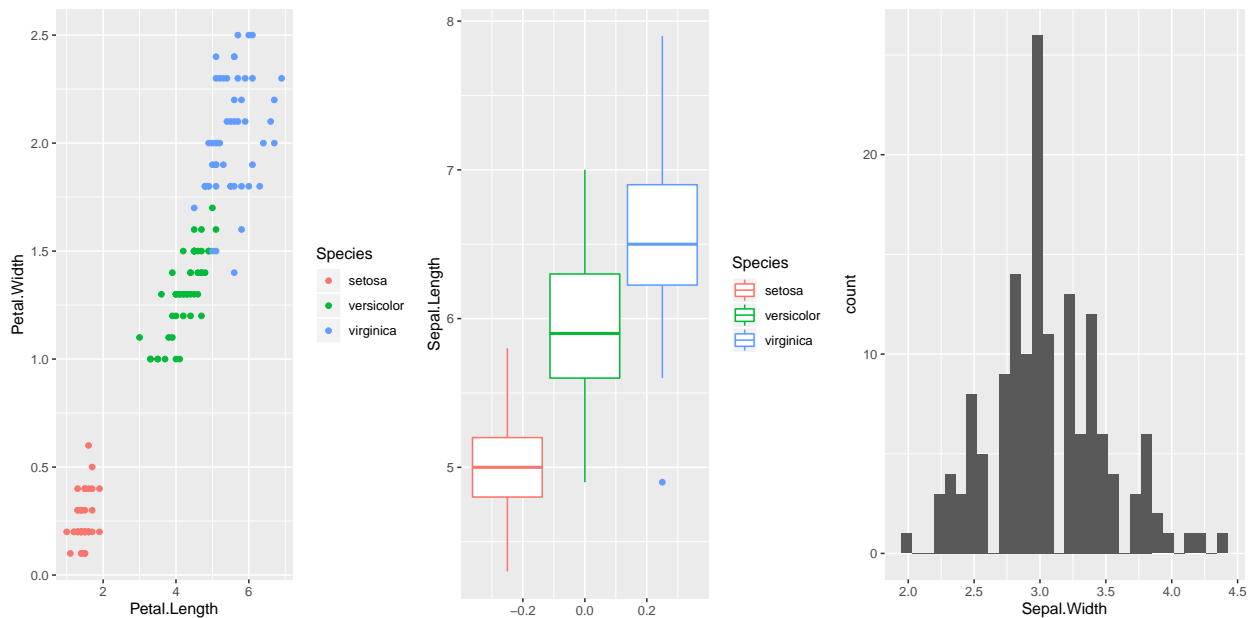 Petal.Width
2.5
2.0
1.5
1.0
0.5
0.0
2 4 6
Petal.Length
Species
setosa
versicolor
virginica
Sepal.Length
8
7
6
5
−0.2 0.0 0.2
Species
setosa
versicolor
virginica
count
20
10
0
2.0 2.5 3.0 3.5 4.0 4.5
Sepal.Width